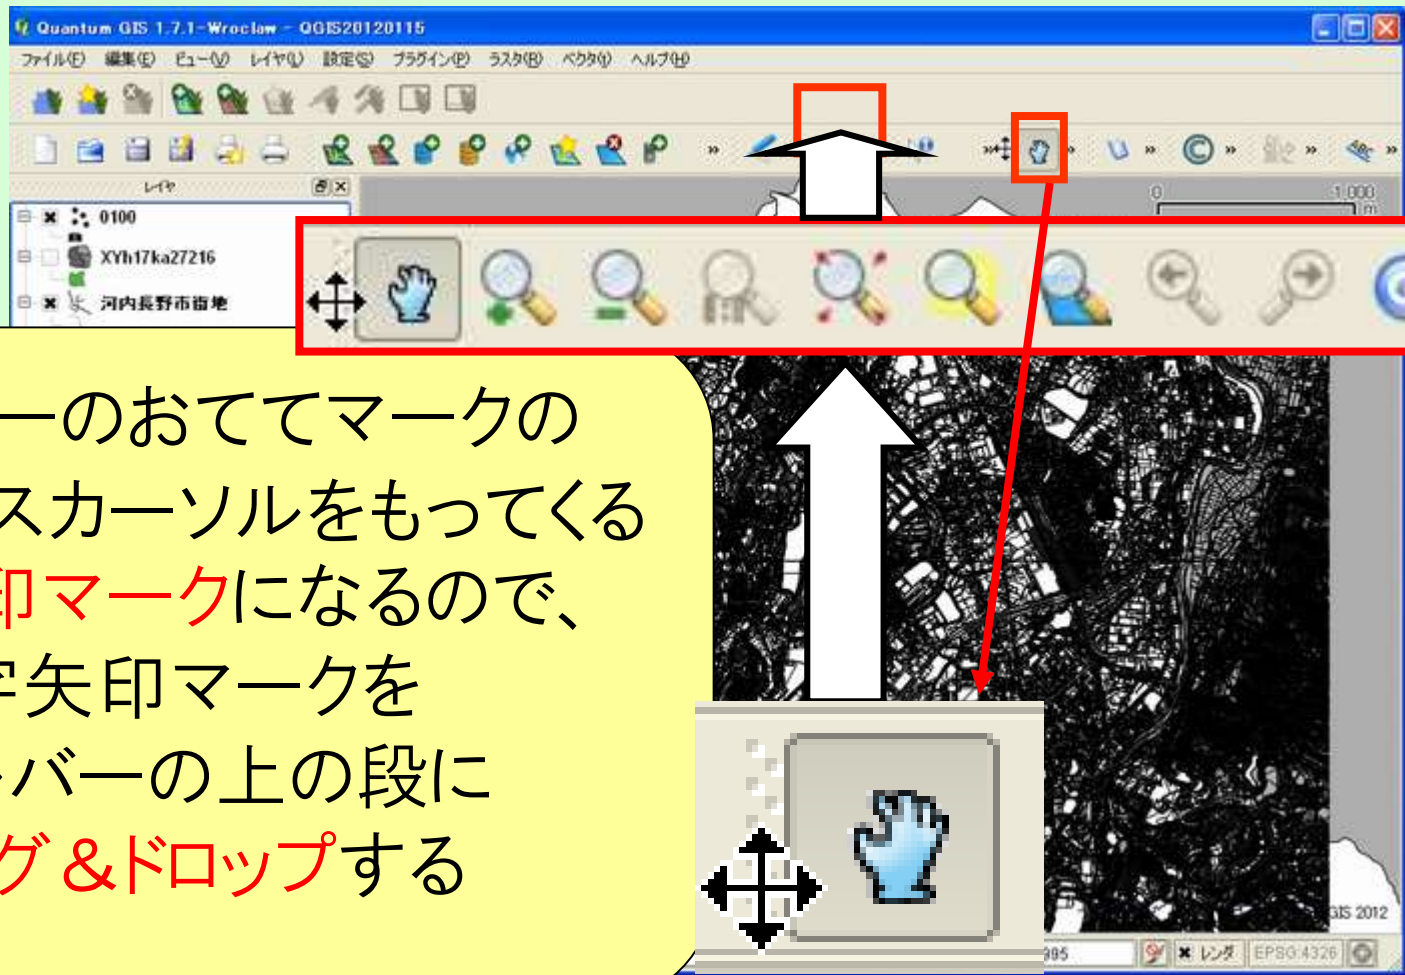 Quantum GIS 1.7.1-Wroclaw - QGIS20120115
ファイル(F) 編集(E) ビュー(V) レイヤ(L) 設定(S) プラグイン(P) ラスタ(R) ベクタ(t) ヘルプ(H)
レイヤ
0 1,000
m
0100
XYh17ka27216
河内長野市街地
ーのおててマークの
スカーソルをもってくる
印マークになるので、
字矢印マークを
バーの上の段に
グ&ドロップする
GIS 2012
995
レンダ
EPSG:4326